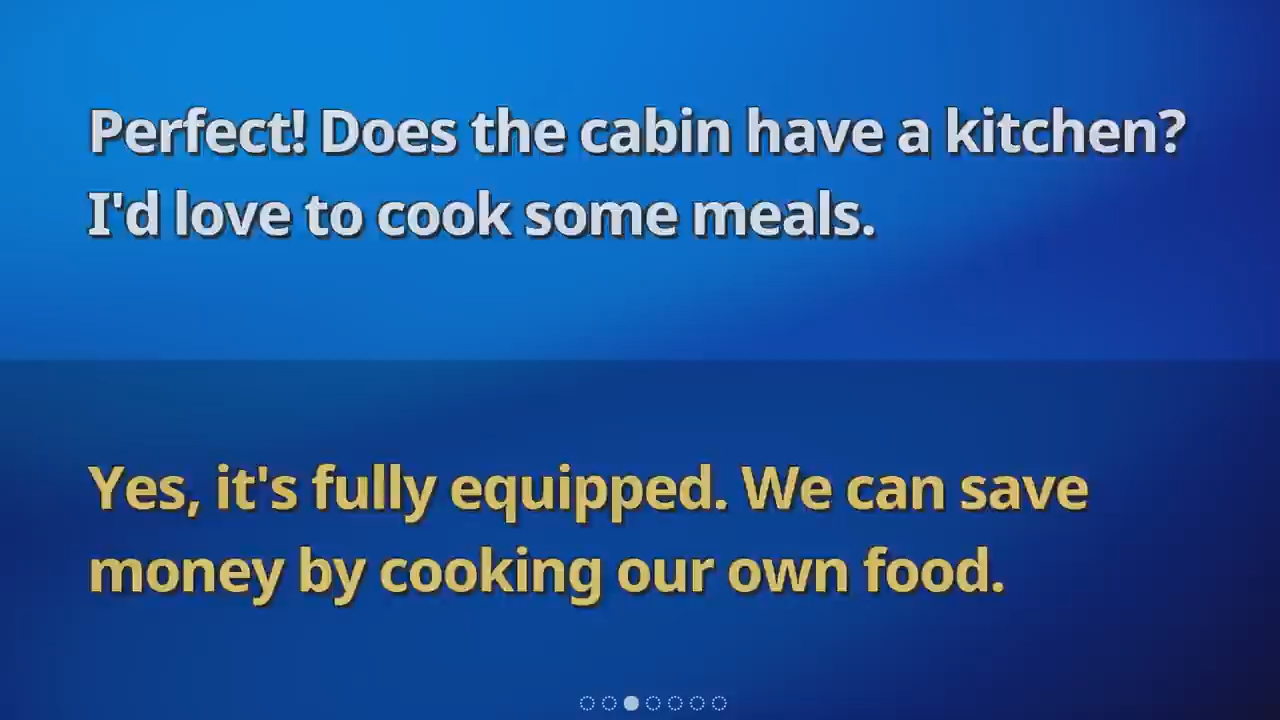 Perfect! Does the cabin have a kitchen?
I'd love to cook some meals.
Yes, it's fully equipped. We can save
money by cooking our own food.